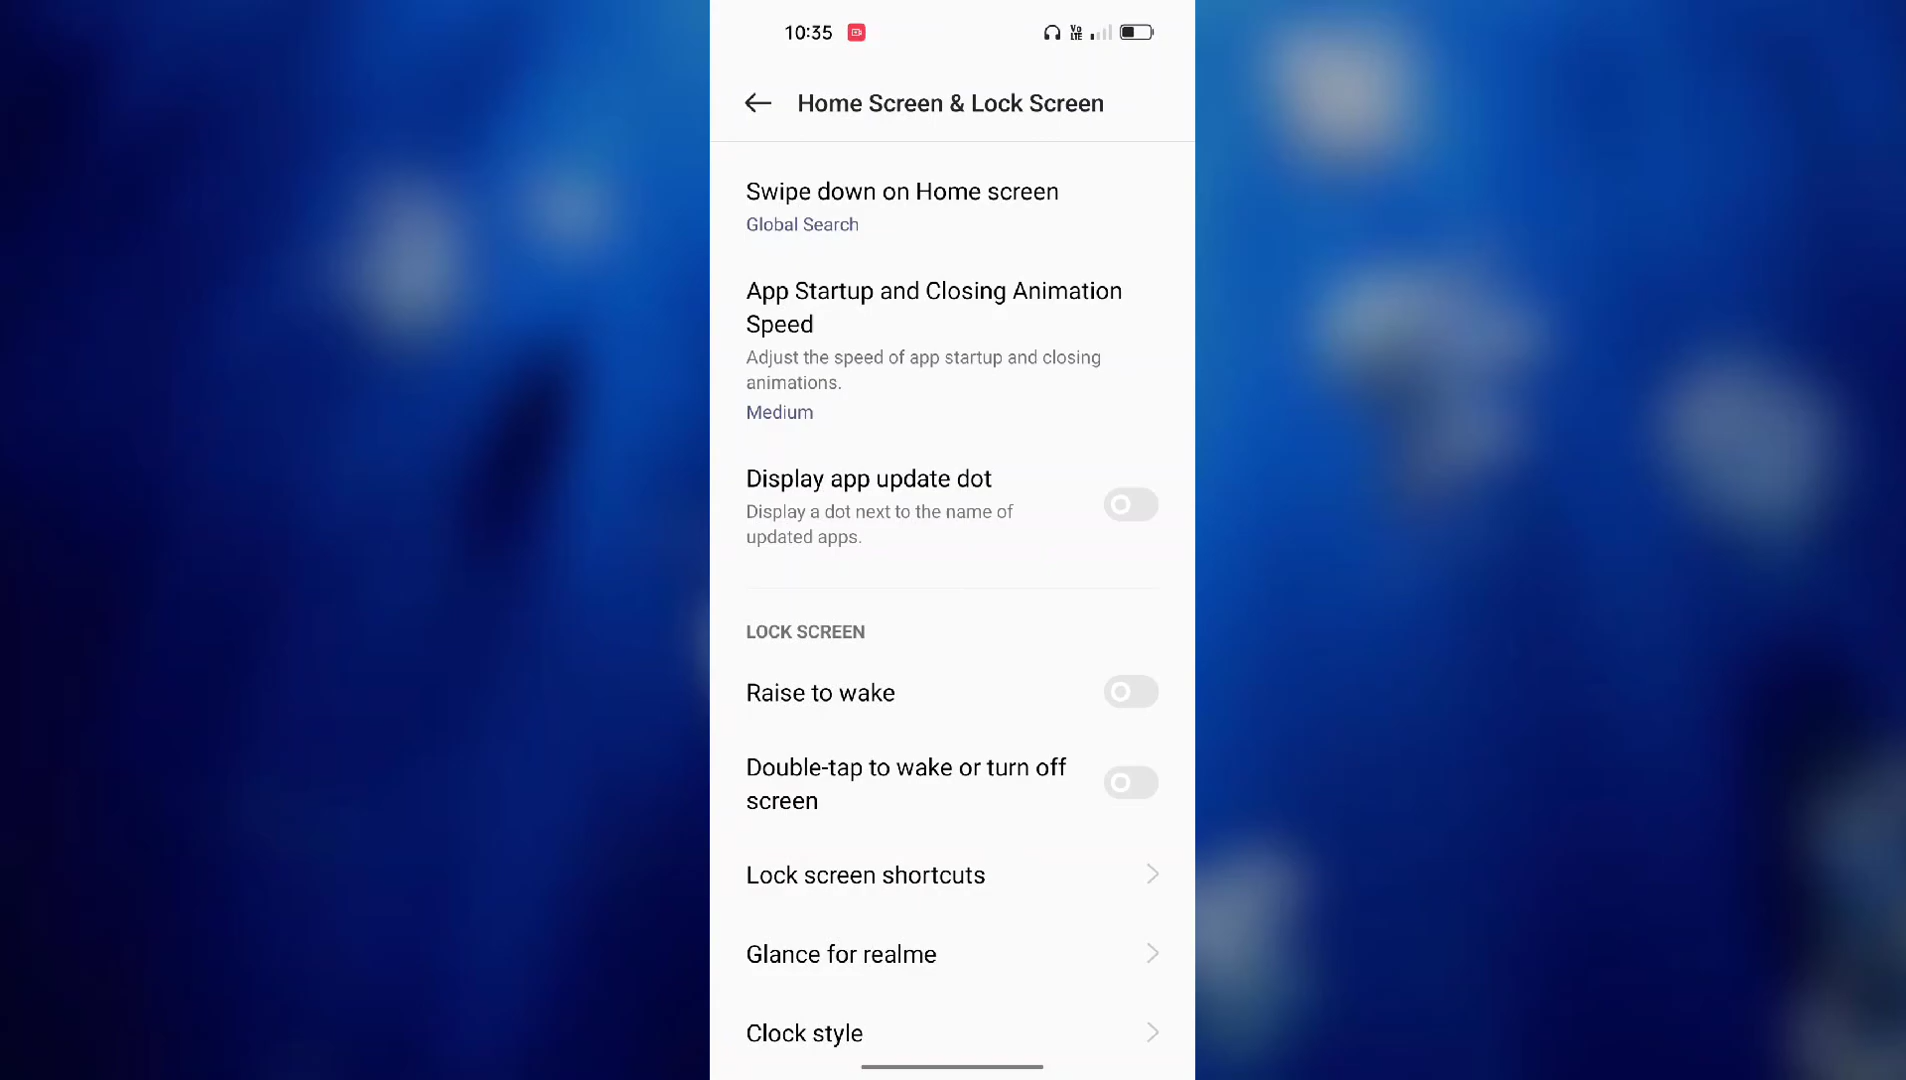 10:35
Vo
LTE
Home Screen & Lock Screen
Swipe down on Home screen
Global Search
App Startup and Closing Animation
Speed
Adjust the speed of app startup and closing
animations.
Medium
Display app update dot
Display a dot next to the name of
updated apps.
LOCK SCREEN
Raise to wake
Double-tap to wake or turn off
screen
Lock screen shortcuts
Glance for realme
Clock style